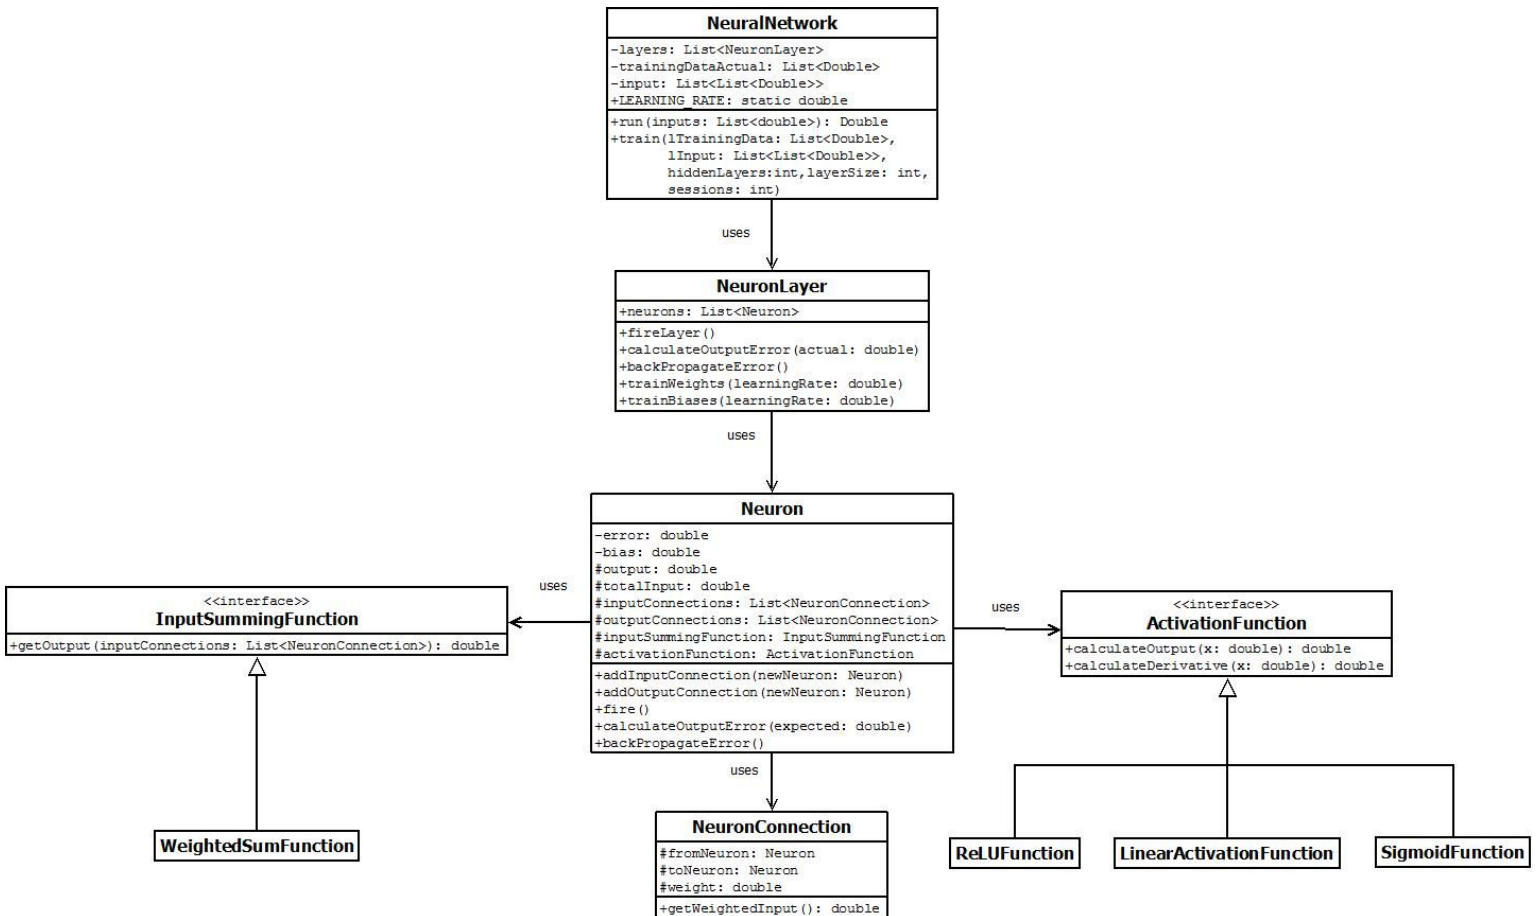 NeuralNetwork
-layers: List<NeuronLayer>
-trainingDataActual: List<Double>
-input: List<List<Double>>
+LEARNING_RATE: static double
+run(inputs: List<double>): Double
+train(lTrainingData: List<Double>,
lInput: List<List<Double>>,
hiddenLayers:int,layerSize: int,
sessions: int)
uses
NeuronLayer
+neurons: List<Neuron>
+fireLayer()
+calculateOutputError(actual: double)
+backPropagateError()
+trainWeights(learningRate: double)
+trainBiases(learningRate: double)
uses
Neuron
-error: double
-bias: double
#output: double
#totalInput: double
#inputConnections: List<NeuronConnection>
#outputConnections: List<NeuronConnection>
#inputSummingFunction: InputSummingFunction
#activationFunction: ActivationFunction
+addInputConnection(newNeuron: Neuron)
+addOutputConnection(newNeuron: Neuron)
+fire()
+calculateOutputError(expected: double)
+backPropagateError()
uses
<<interface>>
InputSummingFunction
+getOutput(inputConnections: List<NeuronConnection>): double
uses
<<interface>>
ActivationFunction
+calculateOutput(x: double): double
+calculateDerivative(x: double): double
uses
WeightedSumFunction
NeuronConnection
#fromNeuron: Neuron
#toNeuron: Neuron
#weight: double
+getWeightedInput(): double
ReLUFunction
LinearActivationFunction
SigmoidFunction